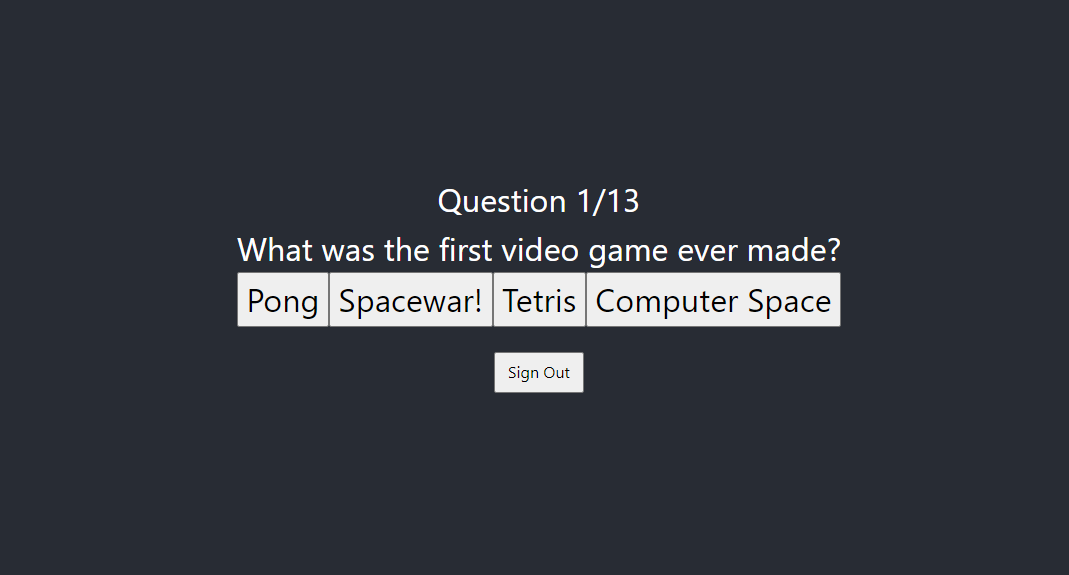 Question 1/13
What was the first video game ever made?
Pong Spacewar! Tetris Computer Space
Sign Out